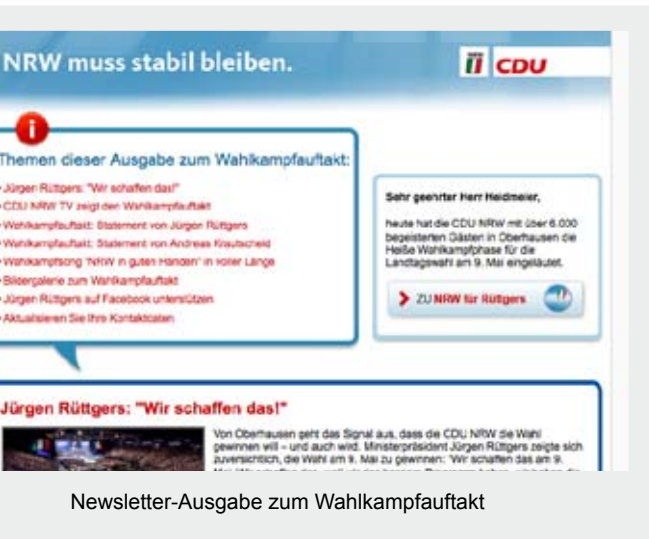 NRW muss stabil bleiben.
CDU
i
Themen dieser Ausgabe zum Wahlkampfauftakt:
Jürgen Rüttgers: "Wir schaffen das!"
CDU NRW TV zeigt den Wahlkampfauftakt
Wahlkampfauftakt: Statement von Jürgen Rüttgers
Wahlkampfauftakt: Statement von Andreas Krautscheid
Wahlkampfsong "NRW in guten Händen" in voller Länge
Bildergalerie zum Wahlkampfauftakt
Jürgen Rüttgers auf Facebook unterstützen
Aktualisieren Sie Ihre Kontaktdaten
Sehr geehrter Herr Heidmeier,
heute hat die CDU NRW mit über 6.000
begeisterten Gästen in Oberhausen die
Heiße Wahlkampfphase für die
Landtagswahl am 9. Mai eingeläutet.
ZU NRW für Rüttgers
Jürgen Rüttgers: "Wir schaffen das!"
Von Oberhausen geht das Signal aus, dass die CDU NRW die Wahl
gewinnen will – und auch wird. Ministerpräsident Jürgen Rüttgers zeigte sich
zuversichtlich, die Wahl am 9. Mai zu gewinnen: "Wir schaffen das am 9.
Newsletter-Ausgabe zum Wahlkampfauftakt